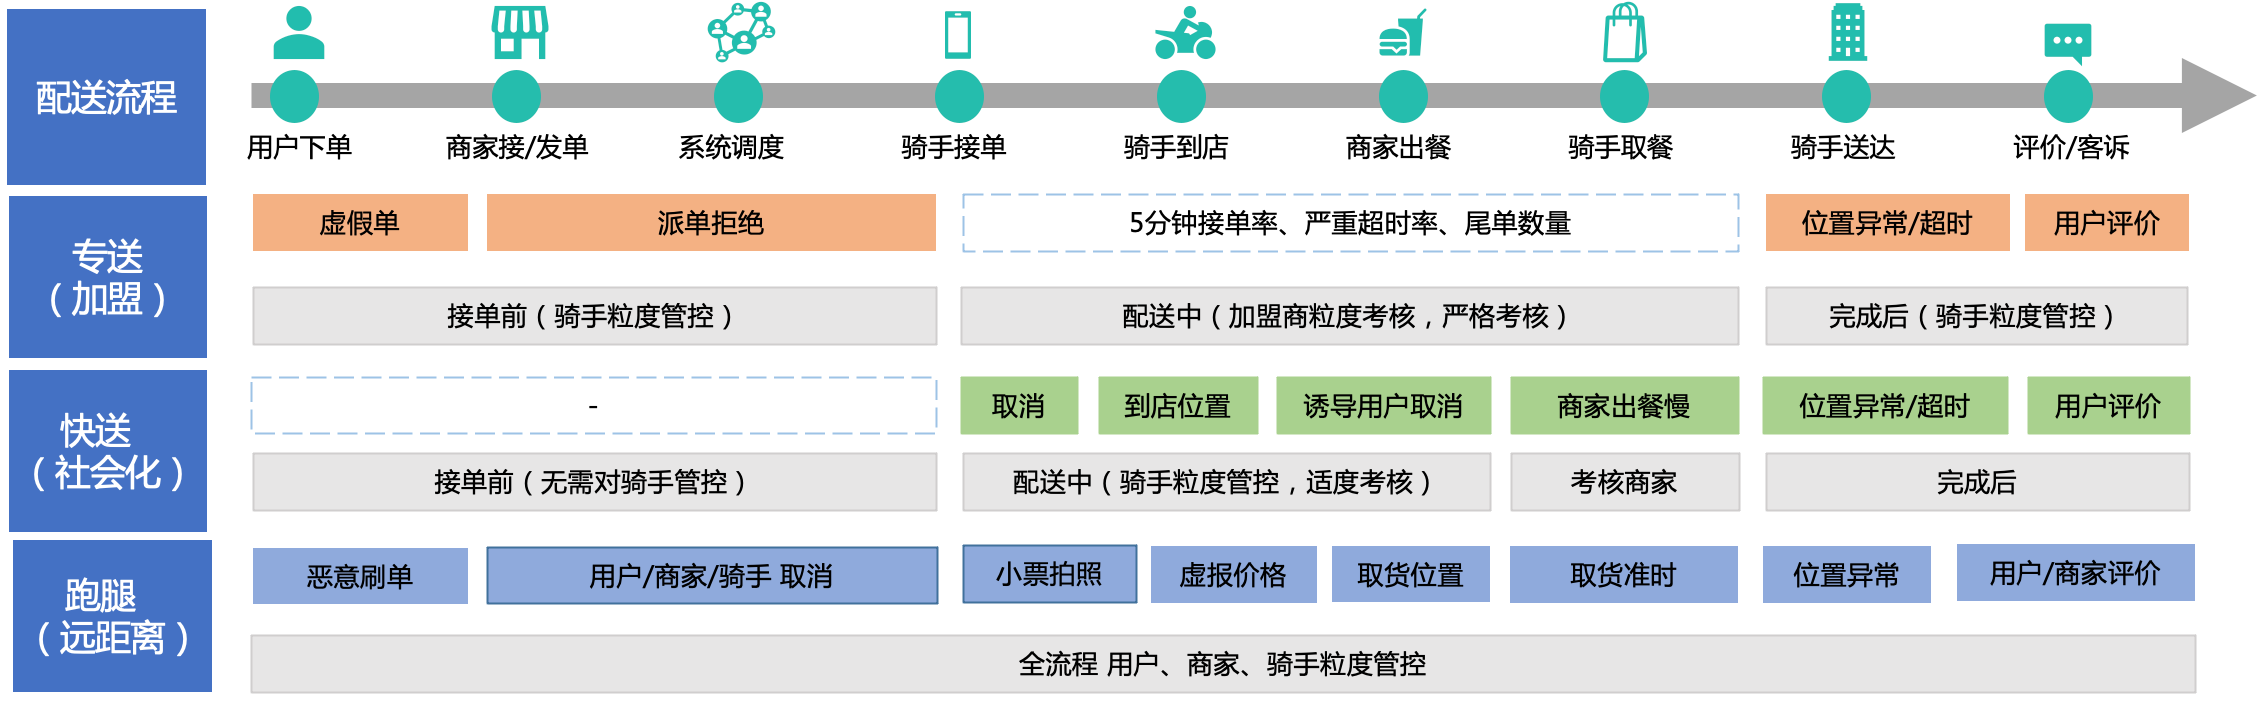 配送流程
用户下单
商家接/发单
系统调度
骑手接单
骑手到店
商家出餐
骑手取餐
骑手送达
评价/客诉
专送
（加盟）
虚假单
派单拒绝
5分钟接单率、严重超时率、尾单数量
位置异常/超时
用户评价
接单前（骑手粒度管控）
配送中（加盟商粒度考核，严格考核）
完成后（骑手粒度管控）
快送
（社会化）
-
取消
到店位置
诱导用户取消
商家出餐慢
位置异常/超时
用户评价
接单前（无需对骑手管控）
配送中（骑手粒度管控，适度考核）
考核商家
完成后
跑腿
（远距离）
恶意刷单
用户/商家/骑手 取消
小票拍照
虚报价格
取货位置
取货准时
位置异常
用户/商家评价
全流程 用户、商家、骑手粒度管控